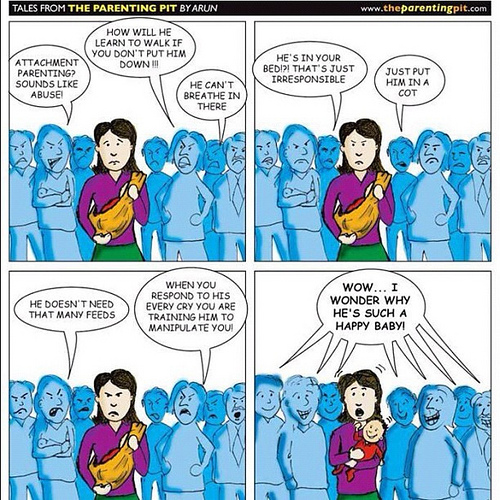 TALES FROM THE PARENTING PIT BY ARUN
www.theparentingpit.com
ATTACHMENT
PARENTING?
SOUNDS LIKE
ABUSE!
HOW WILL HE
LEARN TO WALK IF
YOU DON'T PUT HIM
DOWN !!!
HE CAN'T
BREATHE IN
THERE
HE'S IN YOUR
BED!?! THAT'S JUST
IRRESPONSIBLE
JUST PUT
HIM IN A
COT
HE DOESN'T NEED
THAT MANY FEEDS
WHEN YOU
RESPOND TO HIS
EVERY CRY YOU ARE
TRAINING HIM TO
MANIPULATE YOU!
WOW... I
WONDER WHY
HE'S SUCH A
HAPPY BABY!